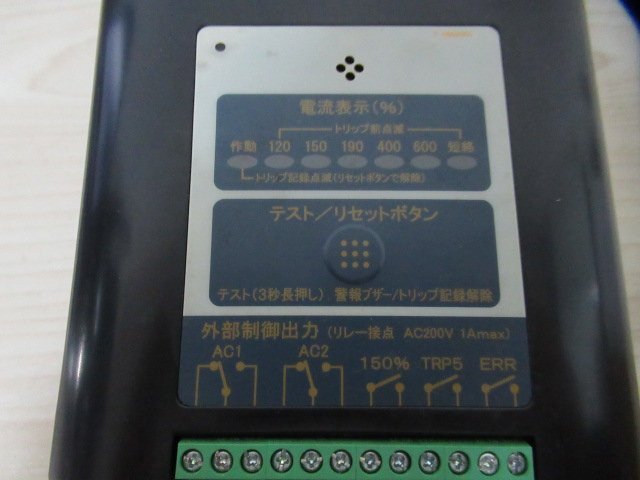 電流表示(%)
トリップ前点滅
作動 120 150 190 400 600 短絡
トリップ記録点滅(リセットボタンで解除)
テスト/リセットボタン
テスト(3秒長押し) 警報ブザー/トリップ記録解除
外部制御出力(リレー接点 AC200V 1Amax)
AC1 AC2 150% TRP5 ERR